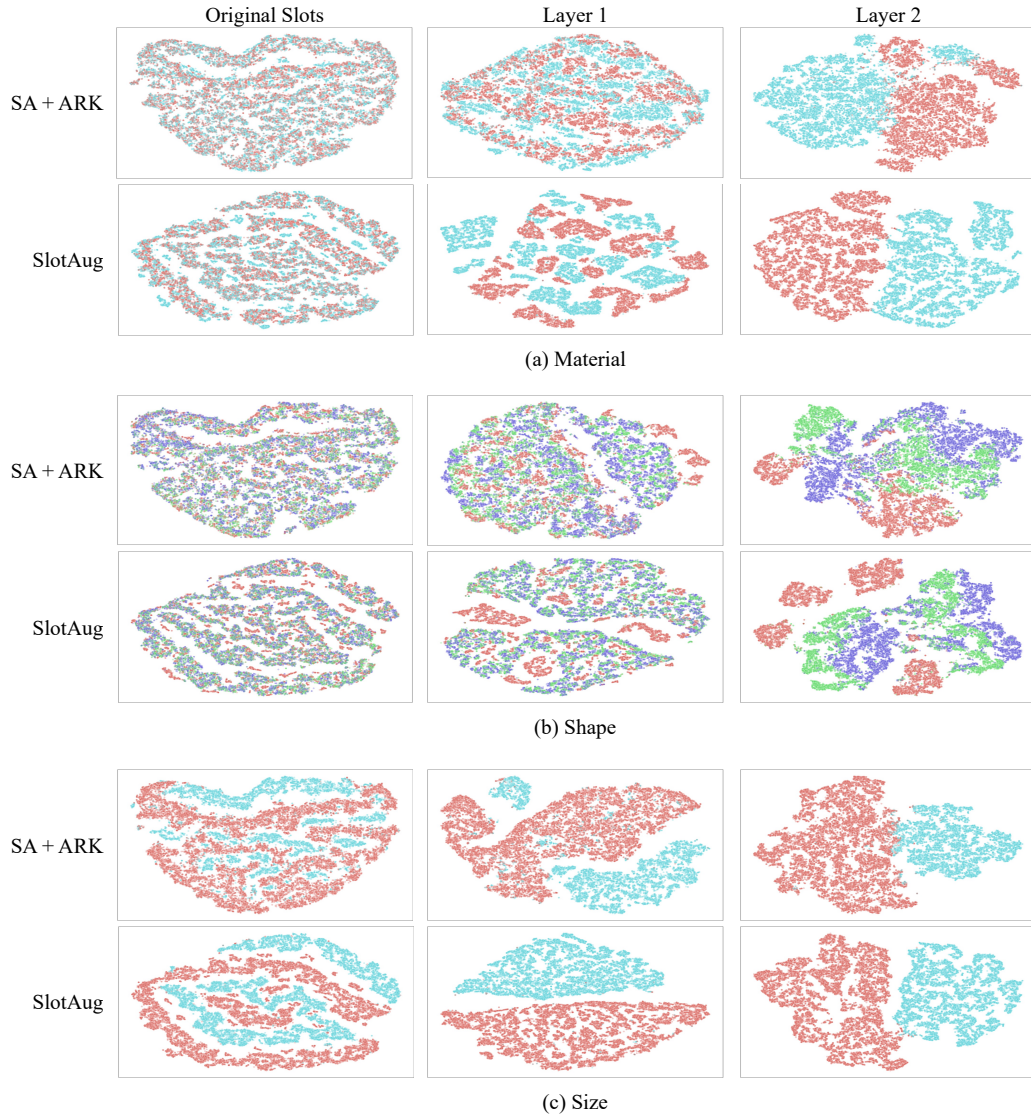 Original Slots
Layer 1
Layer 2
SA + ARK
SlotAug
(a) Material
SA + ARK
SlotAug
(b) Shape
SA + ARK
SlotAug
(c) Size